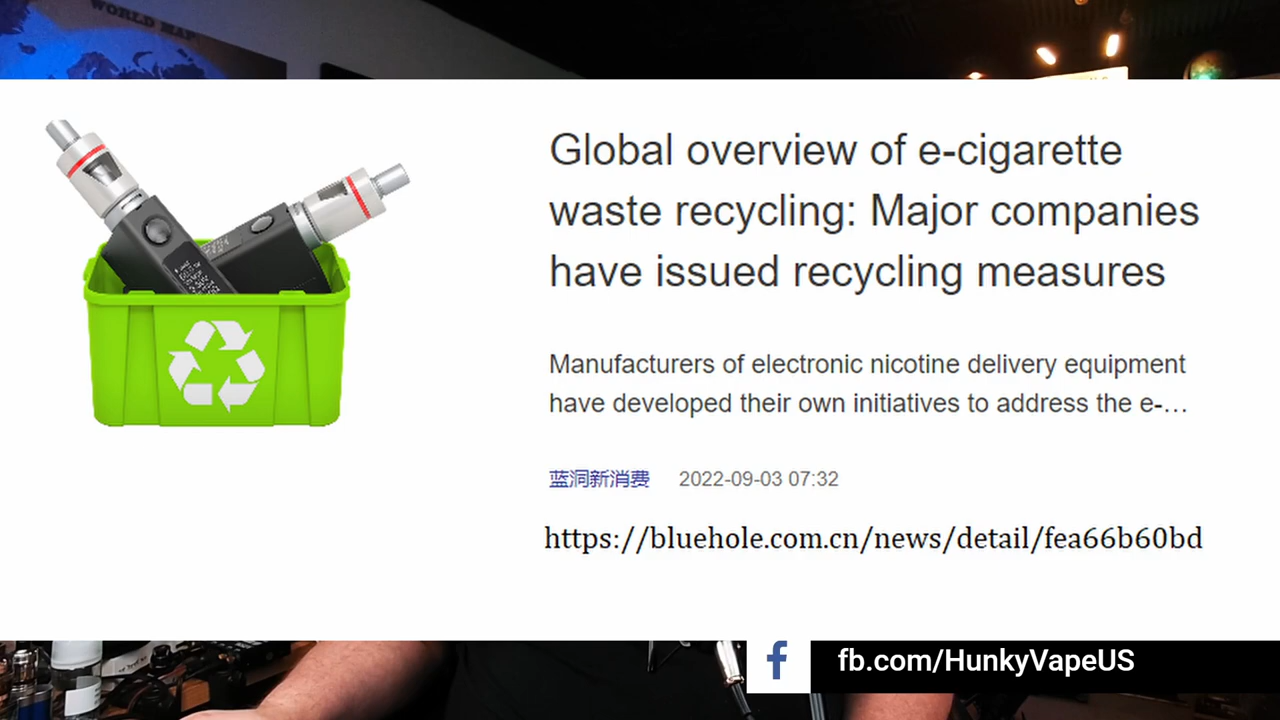 WORLD MAP
Global overview of e-cigarette
waste recycling: Major companies
have issued recycling measures
Manufacturers of electronic nicotine delivery equipment
have developed their own initiatives to address the e-…
蓝洞新消费 2022-09-03 07:32
https://bluehole.com.cn/news/detail/fea66b60bd
fb.com/HunkyVapeUS